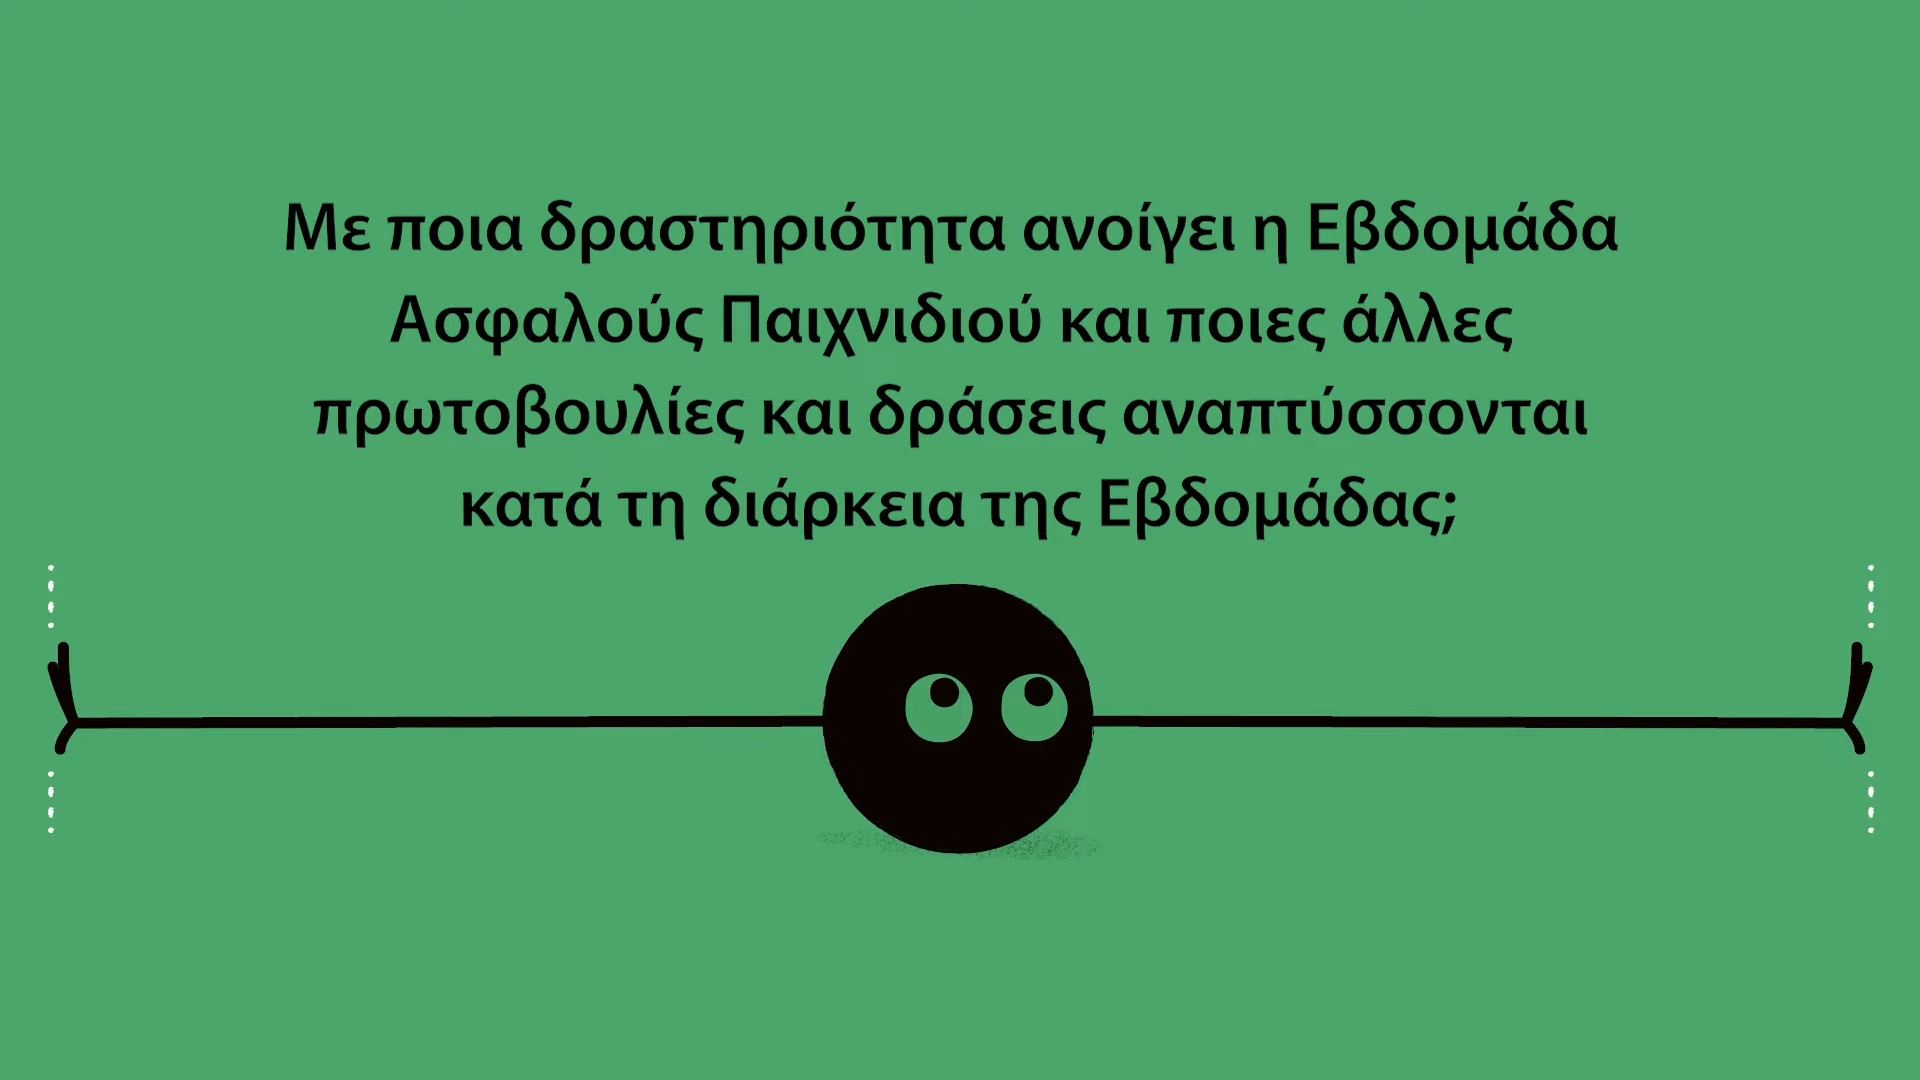 Με ποια δραστηριότητα ανοίγει η Εβδομάδα
Ασφαλούς Παιχνιδιού και ποιες άλλες
πρωτοβουλίες και δράσεις αναπτύσσονται
κατά τη διάρκεια της Εβδομάδας;